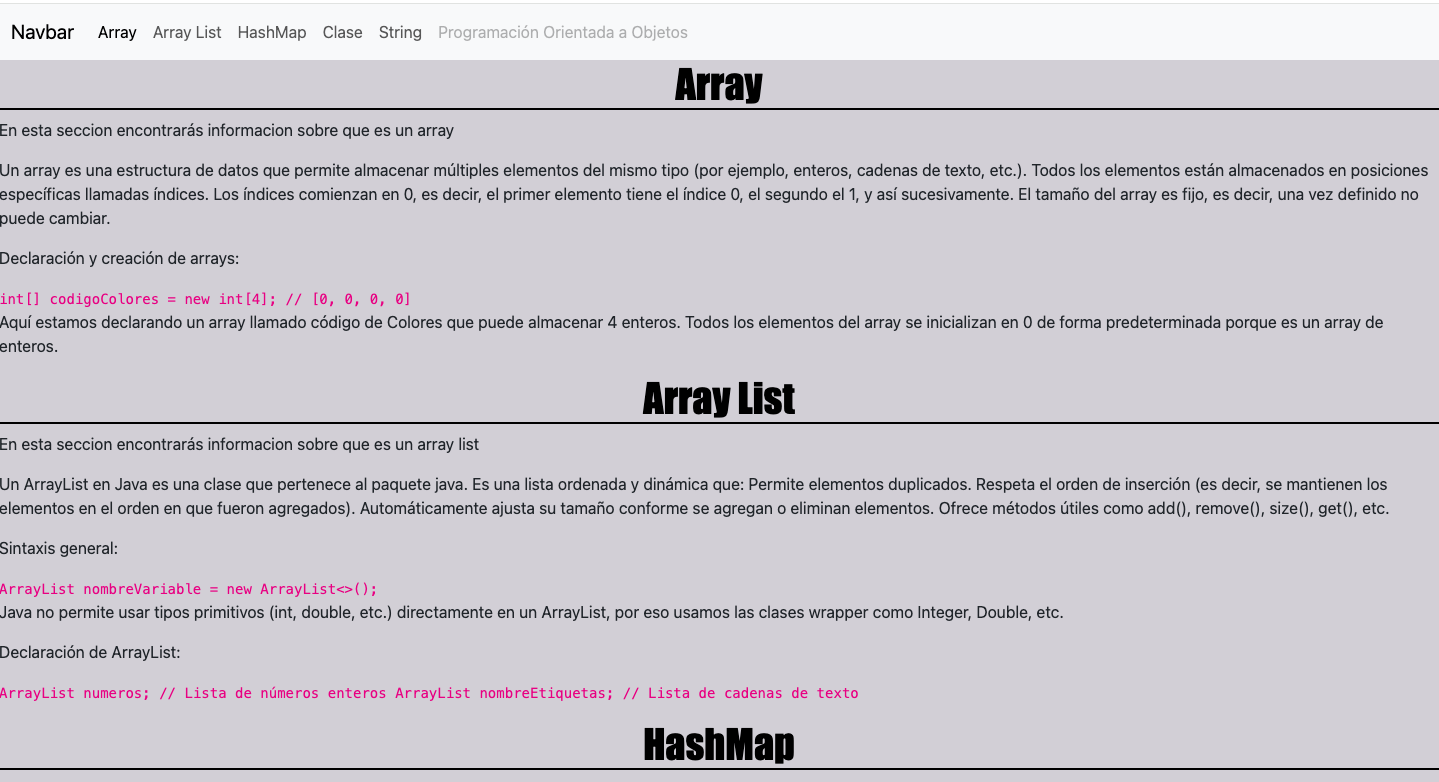 Navbar Array Array List HashMap Clase String Programación Orientada a Objetos
Array
En esta seccion encontrarás informacion sobre que es un array
Un array es una estructura de datos que permite almacenar múltiples elementos del mismo tipo (por ejemplo, enteros, cadenas de texto, etc.). Todos los elementos están almacenados en posiciones
específicas llamadas índices. Los índices comienzan en 0, es decir, el primer elemento tiene el índice 0, el segundo el 1, y así sucesivamente. El tamaño del array es fijo, es decir, una vez definido no
puede cambiar.
Declaración y creación de arrays:
int[] codigoColores = new int[4]; // [0, 0, 0, 0]
Aquí estamos declarando un array llamado código de Colores que puede almacenar 4 enteros. Todos los elementos del array se inicializan en 0 de forma predeterminada porque es un array de
enteros.
Array List
En esta seccion encontrarás informacion sobre que es un array list
Un ArrayList en Java es una clase que pertenece al paquete java. Es una lista ordenada y dinámica que: Permite elementos duplicados. Respeta el orden de inserción (es decir, se mantienen los
elementos en el orden en que fueron agregados). Automáticamente ajusta su tamaño conforme se agregan o eliminan elementos. Ofrece métodos útiles como add(), remove(), size(), get(), etc.
Sintaxis general:
ArrayList nombreVariable = new ArrayList<>();
Java no permite usar tipos primitivos (int, double, etc.) directamente en un ArrayList, por eso usamos las clases wrapper como Integer, Double, etc.
Declaración de ArrayList:
ArrayList numeros; // Lista de números enteros ArrayList nombreEtiquetas; // Lista de cadenas de texto
HashMap